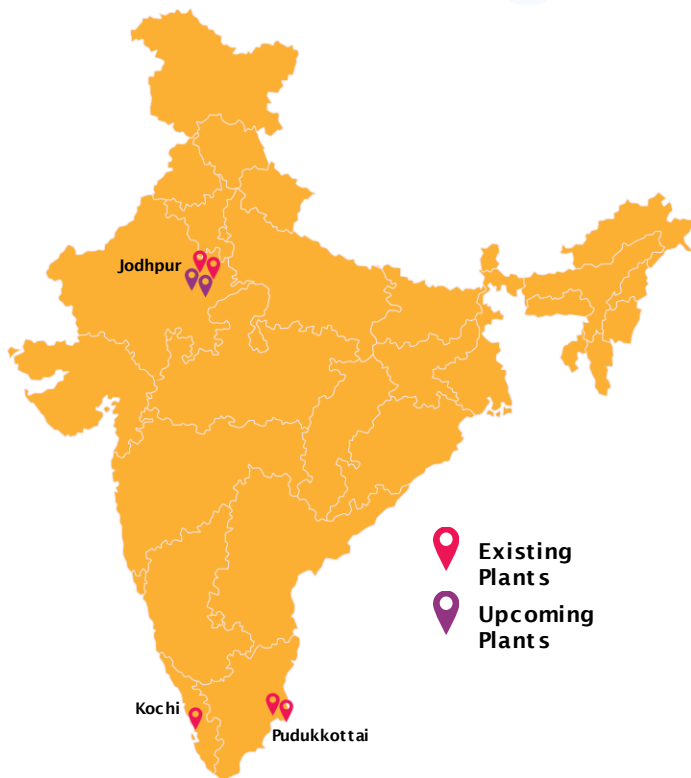 Jodhpur
Existing
Plants
Upcoming
Plants
Kochi
Pudukkottai